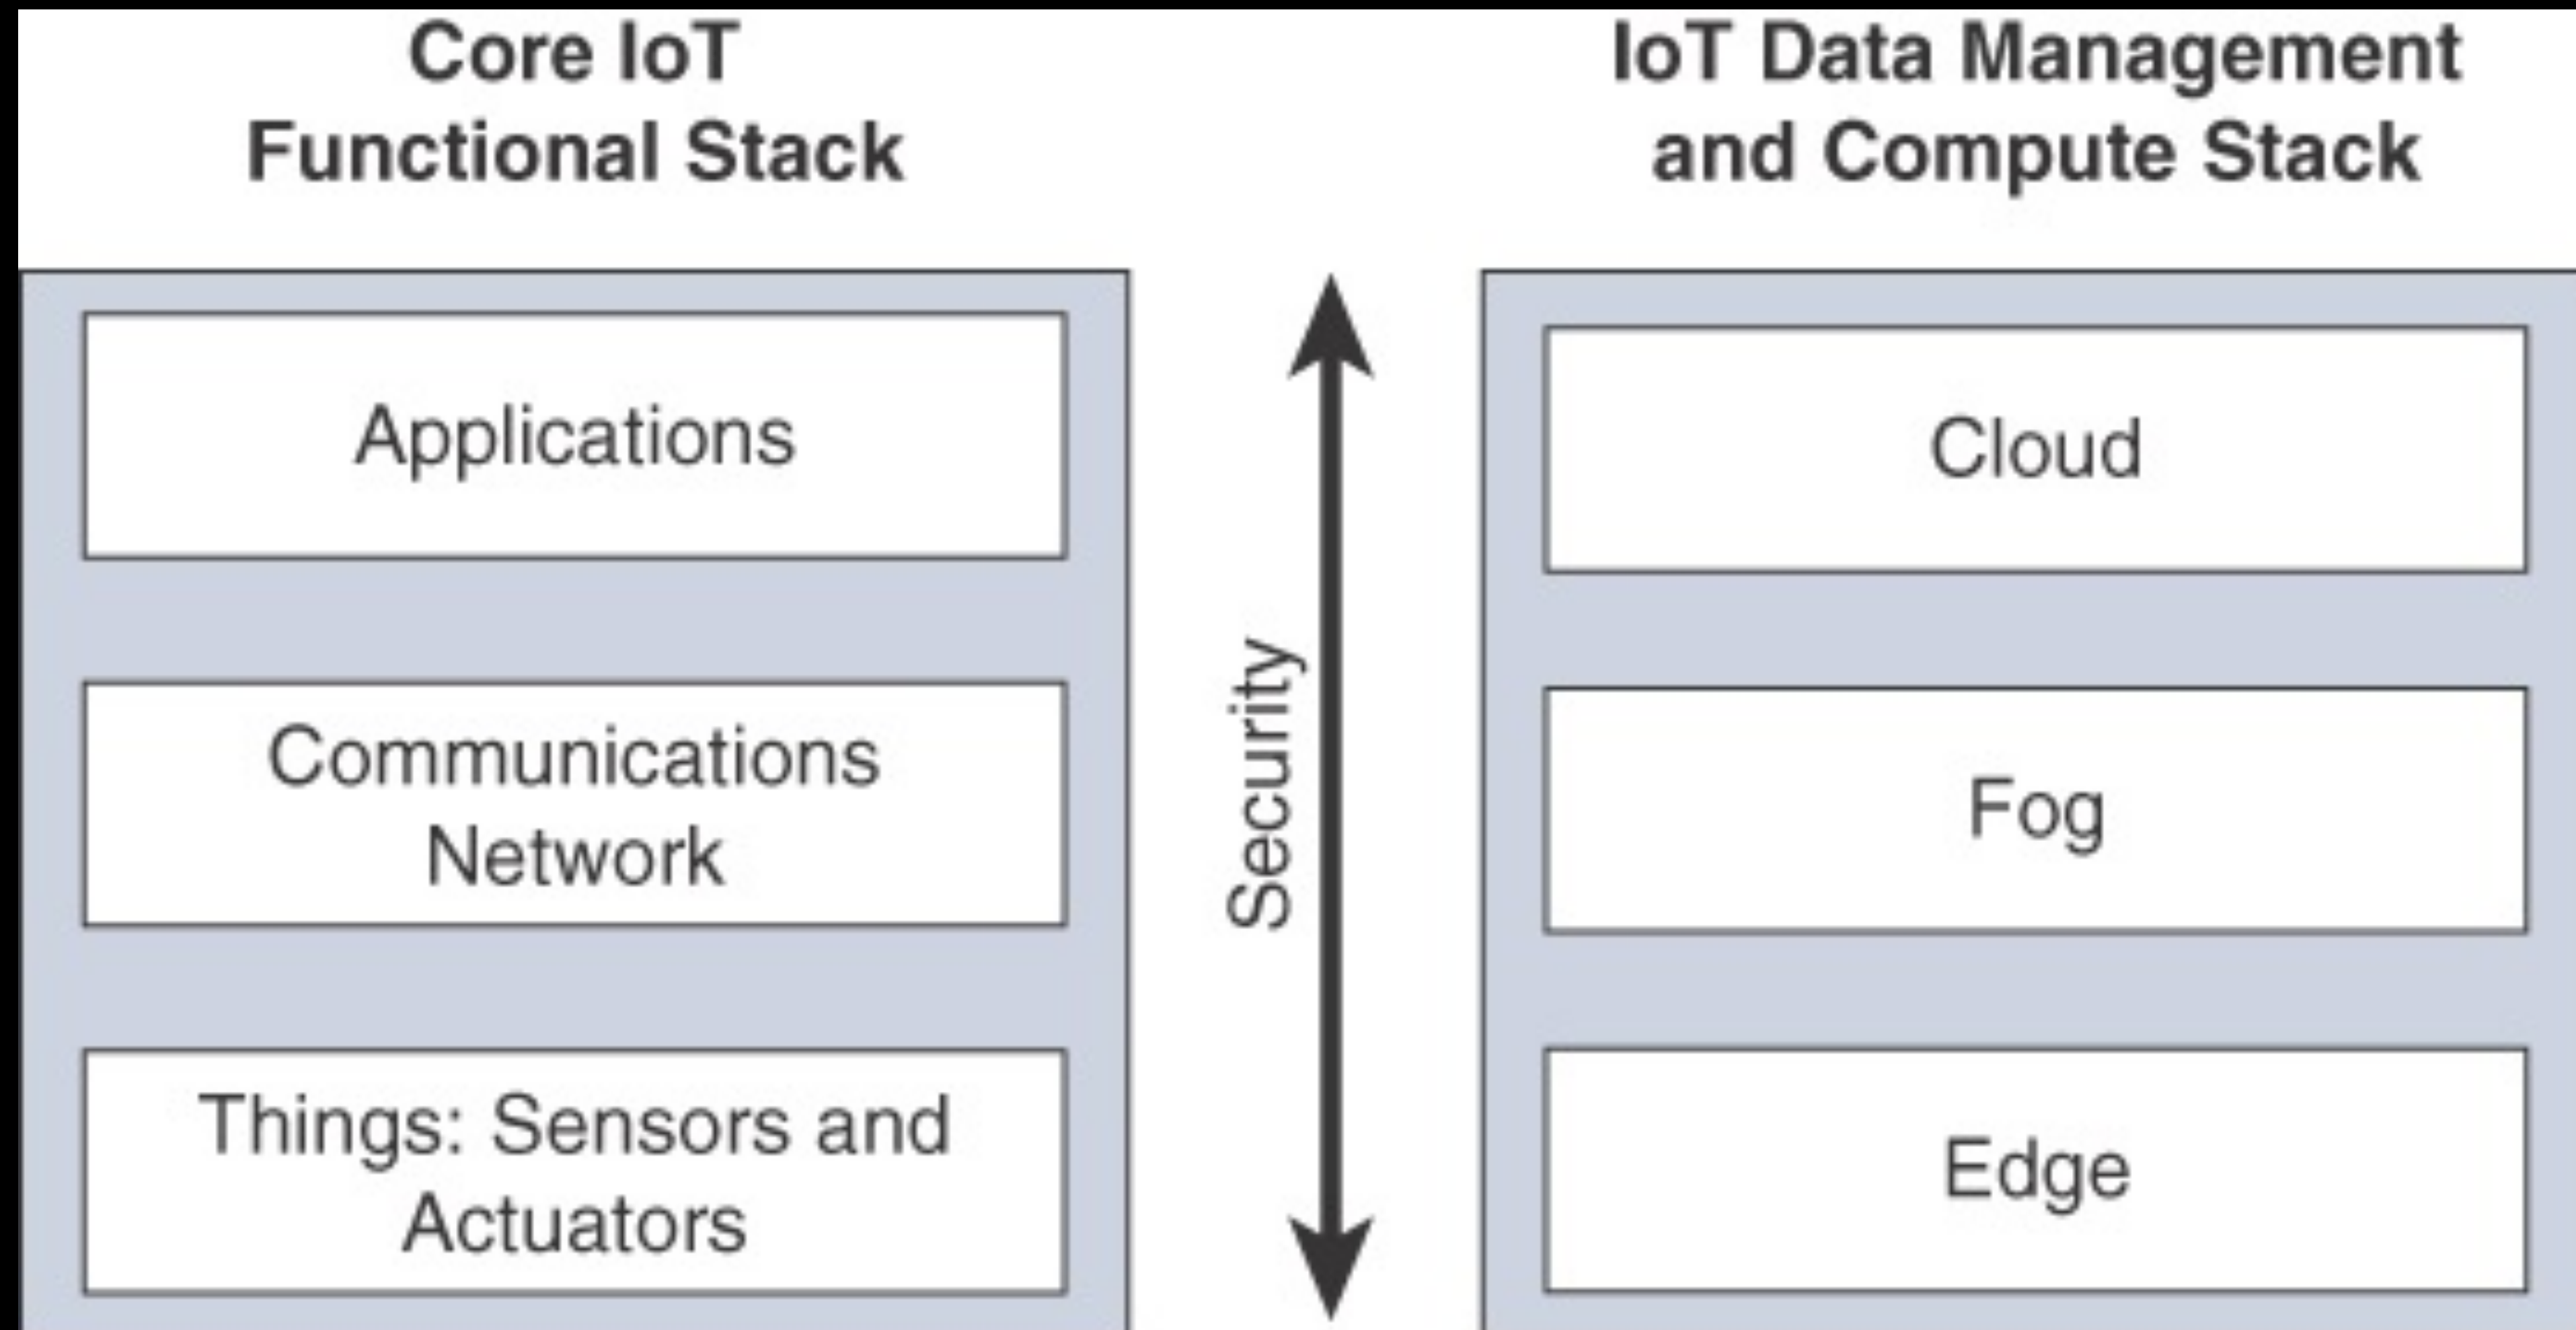 Core IoT
Functional Stack
Applications
Communications
Network
Things: Sensors and
Actuators
Security
IoT Data Management
and Compute Stack
Cloud
Fog
Edge